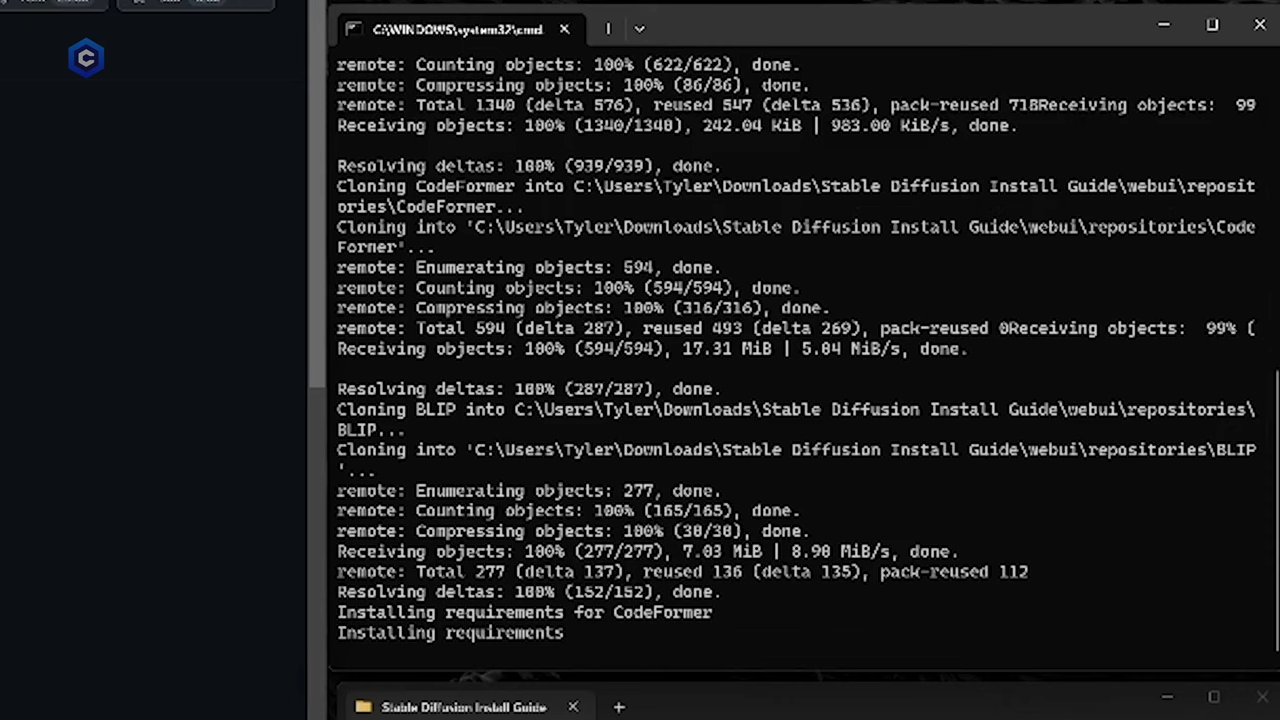 C:\WINDOWS\system32\cmd
remote: Counting objects: 100% (622/622), done.
remote: Compressing objects: 100% (86/86), done.
remote: Total 1340 (delta 576), reused 547 (delta 536), pack-reused 718Receiving objects:  99
Receiving objects: 100% (1340/1340), 242.04 KiB | 983.00 KiB/s, done.
Resolving deltas: 100% (939/939), done.
Cloning CodeFormer into C:\Users\Tyler\Downloads\Stable Diffusion Install Guide\webui\reposit
ories\CodeFormer...
Cloning into 'C:\Users\Tyler\Downloads\Stable Diffusion Install Guide\webui\repositories\Code
Former'...
remote: Enumerating objects: 594, done.
remote: Counting objects: 100% (594/594), done.
remote: Compressing objects: 100% (316/316), done.
remote: Total 594 (delta 287), reused 493 (delta 269), pack-reused 0Receiving objects:  99% (
Receiving objects: 100% (594/594), 17.31 MiB | 5.04 MiB/s, done.
Resolving deltas: 100% (287/287), done.
Cloning BLIP into C:\Users\Tyler\Downloads\Stable Diffusion Install Guide\webui\repositories\
BLIP...
Cloning into 'C:\Users\Tyler\Downloads\Stable Diffusion Install Guide\webui\repositories\BLIP
'...
remote: Enumerating objects: 277, done.
remote: Counting objects: 100% (165/165), done.
remote: Compressing objects: 100% (30/30), done.
Receiving objects: 100% (277/277), 7.03 MiB | 8.90 MiB/s, done.
remote: Total 277 (delta 137), reused 136 (delta 135), pack-reused 112
Resolving deltas: 100% (152/152), done.
Installing requirements for CodeFormer
Installing requirements
Stable Diffusion Install Guide